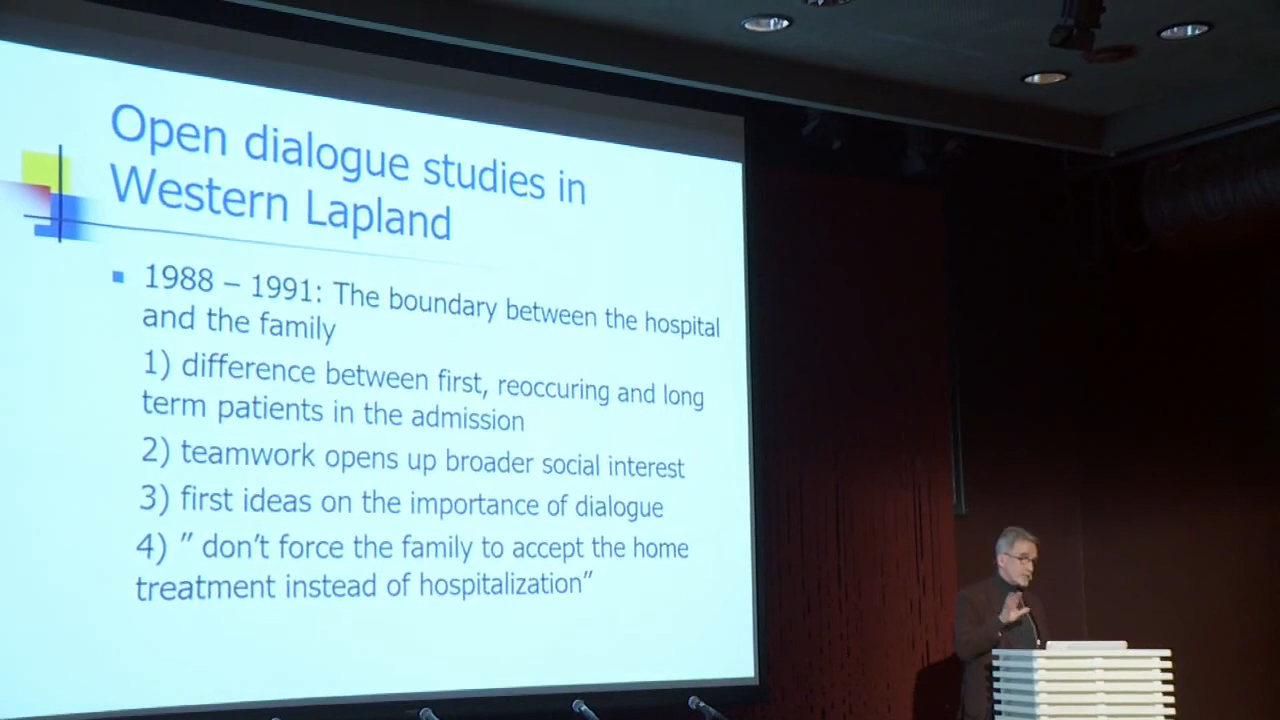 Open dialogue studies in
Western Lapland
1988 – 1991: The boundary between the hospital
and the family
1) difference between first, reoccuring and long
term patients in the admission
2) teamwork opens up broader social interest
3) first ideas on the importance of dialogue
4) ” don’t force the family to accept the home
treatment instead of hospitalization”